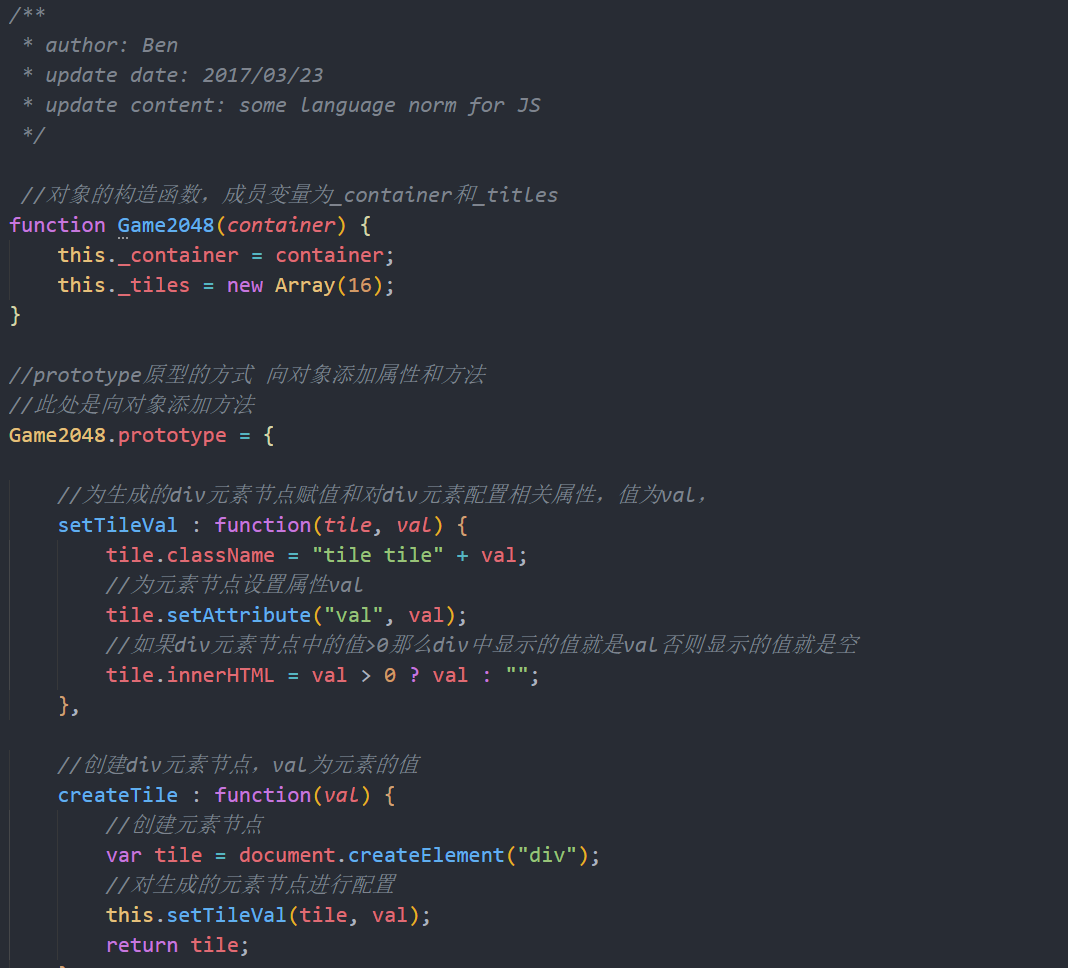 /**
 * author: Ben
 * update date: 2017/03/23
 * update content: some language norm for JS
 */
 //对象的构造函数，成员变量为_container和_titles
function Game2048(container) {
    this._container = container;
    this._tiles = new Array(16);
}
//prototype原型的方式 向对象添加属性和方法
//此处是向对象添加方法
Game2048.prototype = {
    //为生成的div元素节点赋值和对div元素配置相关属性，值为val，
    setTileVal : function(tile, val) {
        tile.className = "tile tile" + val;
        //为元素节点设置属性val
        tile.setAttribute("val", val);
        //如果div元素节点中的值>0那么div中显示的值就是val否则显示的值就是空
        tile.innerHTML = val > 0 ? val : "";
    },
    //创建div元素节点，val为元素的值
    createTile : function(val) {
        //创建元素节点
        var tile = document.createElement("div");
        //对生成的元素节点进行配置
        this.setTileVal(tile, val);
        return tile;